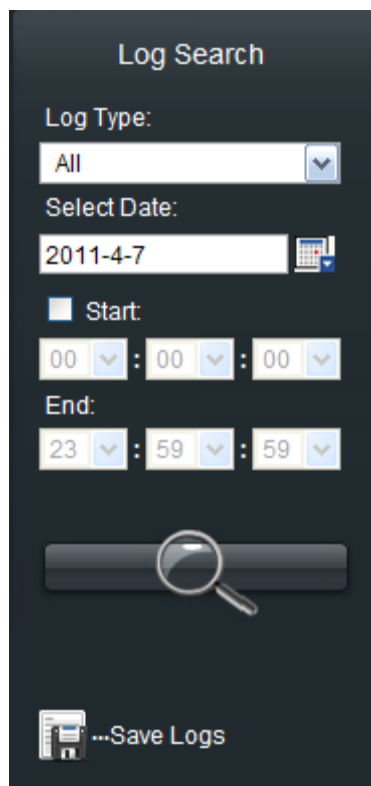 Log Search
Log Type:
All
Select Date:
2011-4-7
Start:
00 : 00 : 00
End:
23 : 59 : 59
...Save Logs